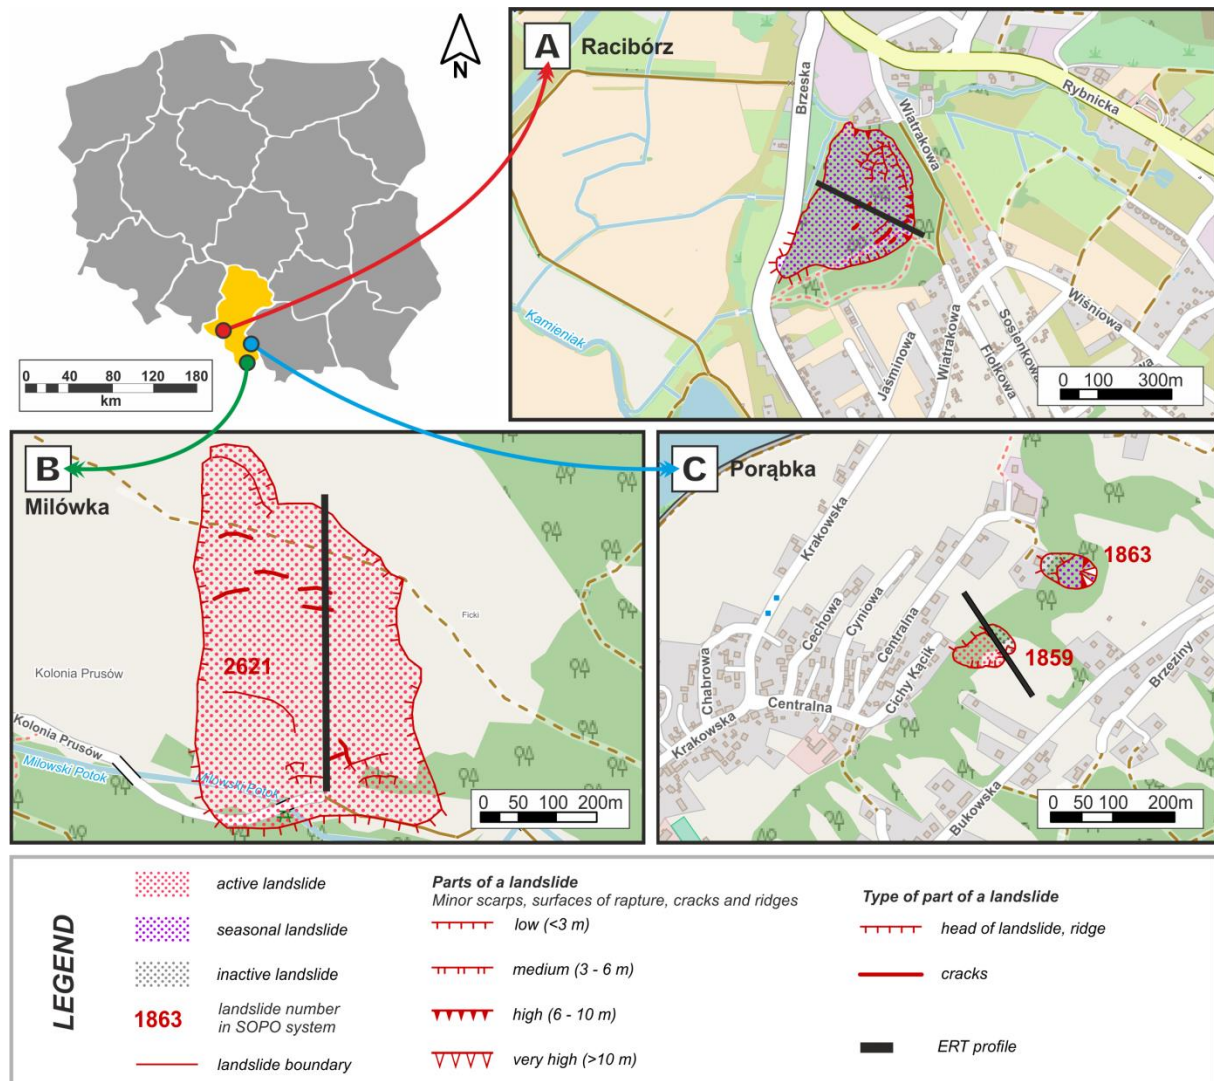 N
0 40 80 120 180
km
A
Racibórz
Brzeska
Wiatrakowa
Rybnicka
Kamieniak
Jaśminowa
Wiatrakowa
Fiołkowa
Sosienkowa
Wiśniowa
0 100 300m
B
Milówka
2621
Ficki
Kolonia Prusów
Kolonia Prusów
Milowski Potok
Milowski Potok
0 50 100 200m
C
Porąbka
Krakowska
Chabrowa
Cechowa
Cyniowa
Centralna
Cichy Kącik
Centralna
Krakowska
1863
1859
Brzeziny
Bukowska
0 50 100 200m
LEGEND
active landslide
seasonal landslide
inactive landslide
1863
landslide number
in SOPO system
landslide boundary
Parts of a landslide
Minor scarps, surfaces of rapture, cracks and ridges
low (<3 m)
medium (3 - 6 m)
high (6 - 10 m)
very high (>10 m)
Type of part of a landslide
head of landslide, ridge
cracks
ERT profile